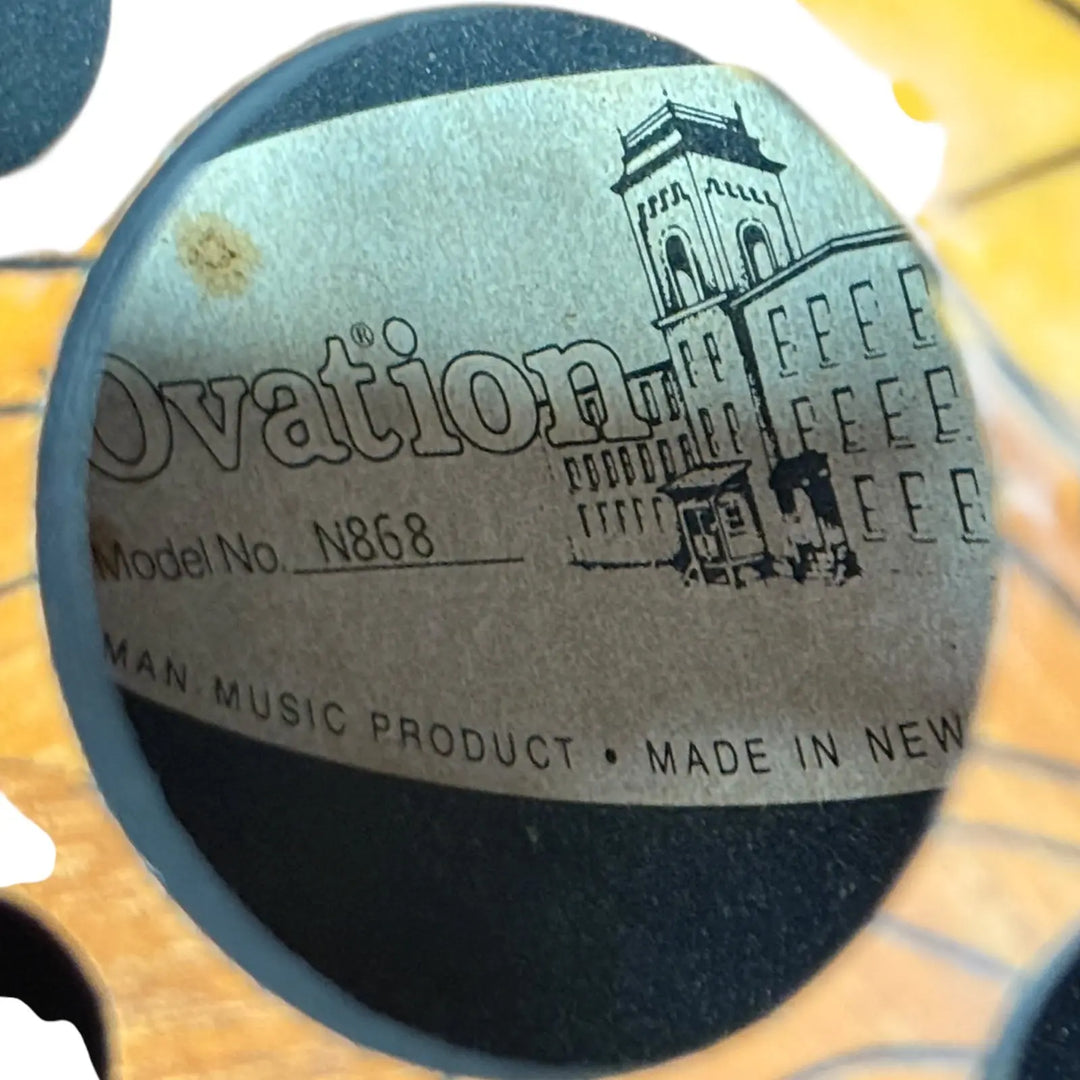 Ovation®
Model No. N868
MAN MUSIC PRODUCT • MADE IN NEW